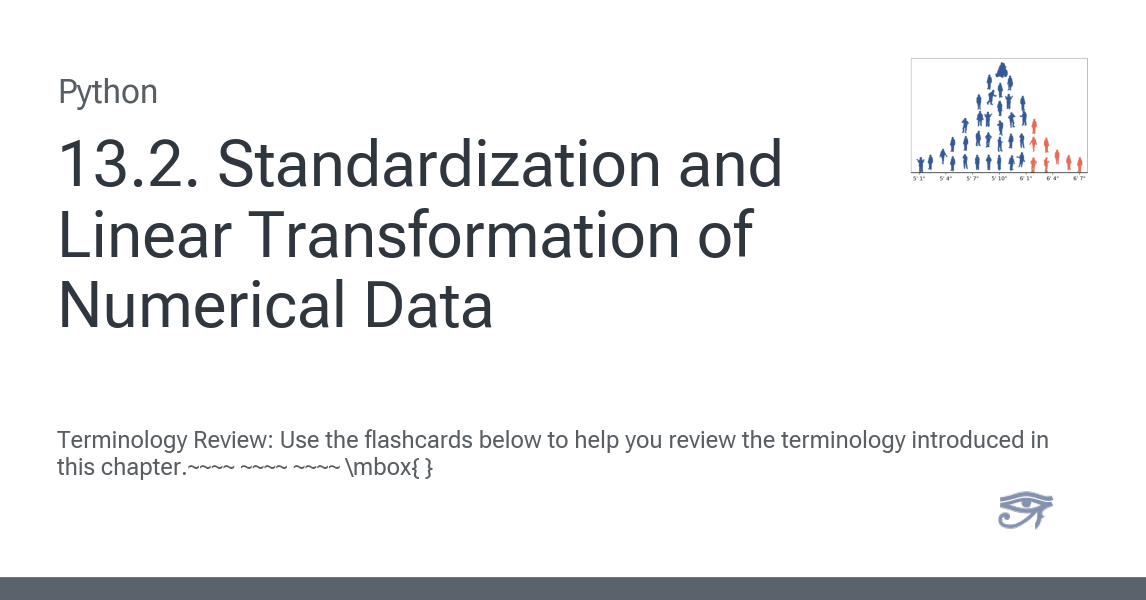 Python
13.2. Standardization and
Linear Transformation of
Numerical Data
5' 1" 5' 4" 5' 7" 5' 10" 6' 1" 6' 4" 6' 7"
Terminology Review: Use the flashcards below to help you review the terminology introduced in
this chapter.~~~~ ~~~~ ~~~~ \mbox{ }